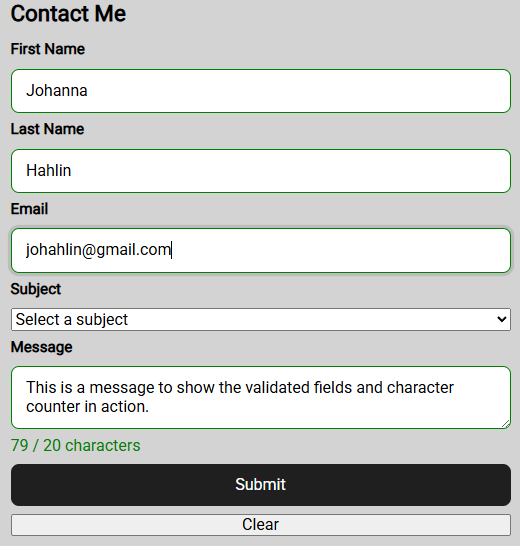 Contact Me
First Name
Johanna
Last Name
Hahlin
Email
johahlin@gmail.com
Subject
Select a subject
Message
This is a message to show the validated fields and character
counter in action.
79 / 20 characters
Submit
Clear